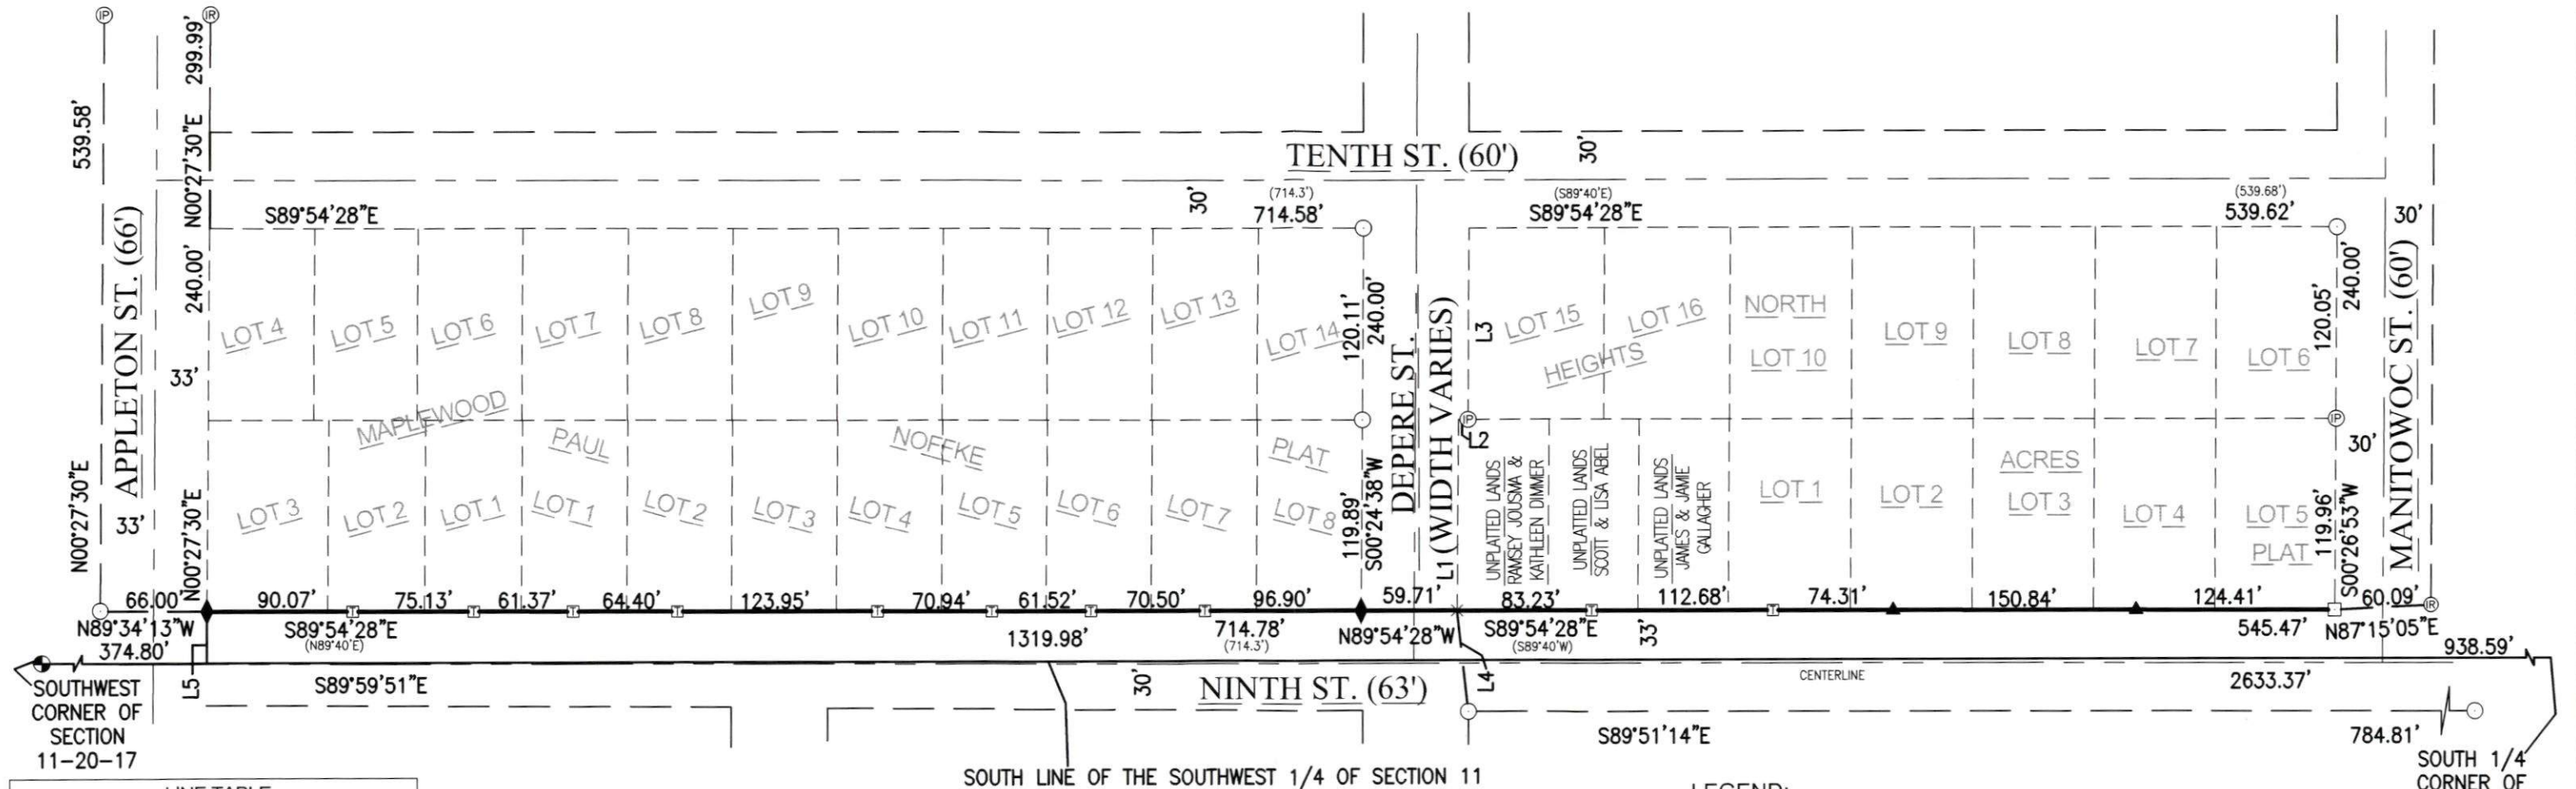 IP
IR
539.58'
299.99'
N00°27'30"E
TENTH ST. (60')
30'
30'
(714.3')
714.58'
S89°54'28"E
(S89°40'E)
S89°54'28"E
(539.68')
539.62'
30'
APPLETON ST. (66')
240.00'
33'
LOT 4
LOT 5
LOT 6
LOT 7
LOT 8
LOT 9
LOT 10
LOT 11
LOT 12
LOT 13
LOT 14
120.11'
240.00'
DEPERE ST.
L1 (WIDTH VARIES)
L3
LOT 15
LOT 16
HEIGHTS
NORTH
LOT 10
LOT 9
LOT 8
LOT 7
LOT 6
120.05'
240.00'
MANITOWOC ST. (60')
MAPLEWOOD
PAUL
NOFFKE
PLAT
IP
L2
IP
30'
N00°27'30"E
33'
N00°27'30"E
LOT 3
LOT 2
LOT 1
LOT 1
LOT 2
LOT 3
LOT 4
LOT 5
LOT 6
LOT 7
LOT 8
119.89'
S00°24'38"W
UNPLATTED LANDS
RAMSEY JOUSMA &
KATHLEEN DIMMER
UNPLATTED LANDS
SCOTT & LISA ABEL
UNPLATTED LANDS
JAMES & JAMIE
GALLAGHER
LOT 1
LOT 2
ACRES
LOT 3
LOT 4
LOT 5
PLAT
119.96'
S00°26'53"W
66.00'
90.07'
75.13'
61.37'
64.40'
123.95'
70.94'
61.52'
70.50'
96.90'
59.71'
83.23'
112.68'
74.31'
150.84'
124.41'
60.09'
IR
N89°34'13"W
S89°54'28"E
(N89°40'E)
1319.98'
714.78'
(714.3')
N89°54'28"W
S89°54'28"E
(S89°40'W)
33'
545.47'
N87°15'05"E
374.80'
938.59'
SOUTHWEST
CORNER OF
SECTION
11-20-17
L5
S89°59'51"E
30'
NINTH ST. (63')
L4
CENTERLINE
2633.37'
S89°51'14"E
784.81'
SOUTH LINE OF THE SOUTHWEST 1/4 OF SECTION 11
SOUTH 1/4
CORNER OF
LINE TABLE
LEGEND: